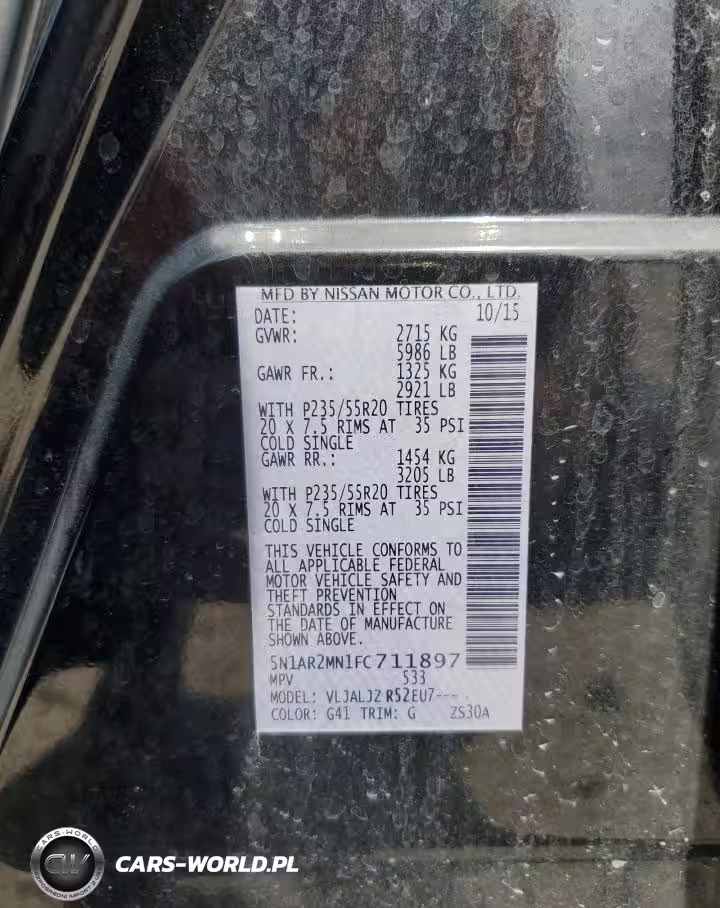 MFD BY NISSAN MOTOR CO., LTD.
DATE: 10/15
GVWR: 2715 KG
5986 LB
GAWR FR.: 1325 KG
2921 LB
WITH P235/55R20 TIRES
20 X 7.5 RIMS AT 35 PSI
COLD SINGLE
GAWR RR.: 1454 KG
3205 LB
WITH P235/55R20 TIRES
20 X 7.5 RIMS AT 35 PSI
COLD SINGLE
THIS VEHICLE CONFORMS TO
ALL APPLICABLE FEDERAL
MOTOR VEHICLE SAFETY AND
THEFT PREVENTION
STANDARDS IN EFFECT ON
THE DATE OF MANUFACTURE
SHOWN ABOVE.
5N1AR2MN1FC711897
MPV 533
MODEL: VLJALJZ R52EU7---
COLOR: G41 TRIM: G ZS30A
CARS-WORLD
CW
CARS-WORLD.PL